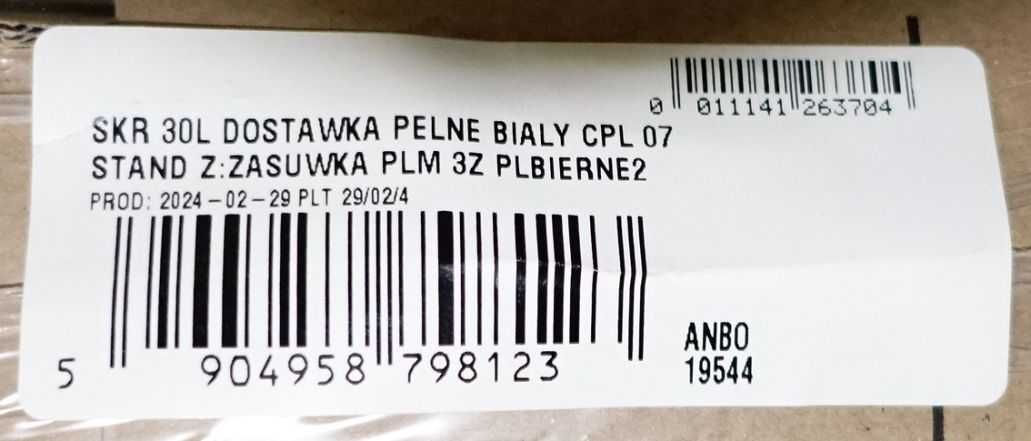 0 011141 263704
SKR 30L DOSTAWKA PELNE BIALY CPL 07
STAND Z:ZASUWKA PLM 3Z PLBIERNE2
PROD: 2024-02-29 PLT 29/02/4
5 904958 798123
ANBO
19544